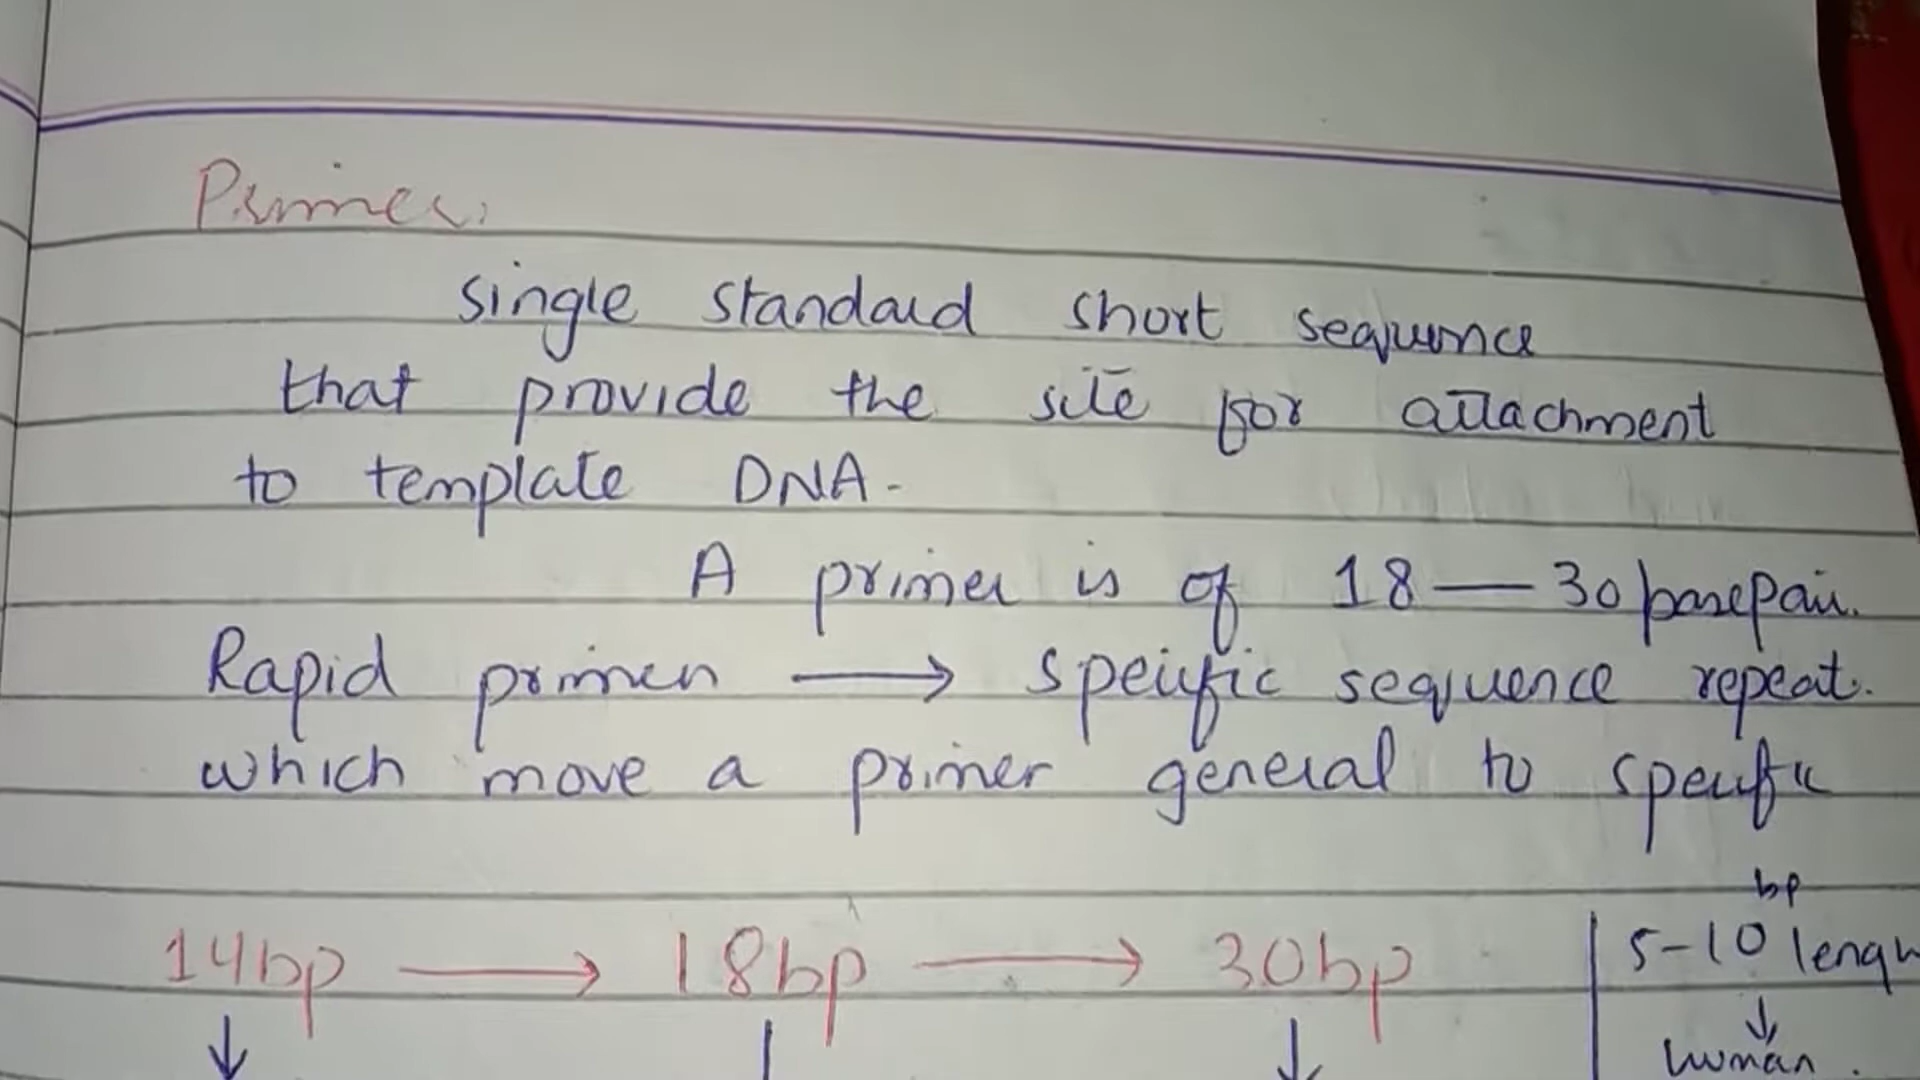 Primer:
single standard short sequence
that provide the site for attachment
to template DNA.
A primer is of 18 — 30 basepair.
Rapid primer → speicific sequence repeat.
which move a primer general to specific
14bp → 18bp → 30bp
bp
5-10 length
↓ ↓ ↓
human.